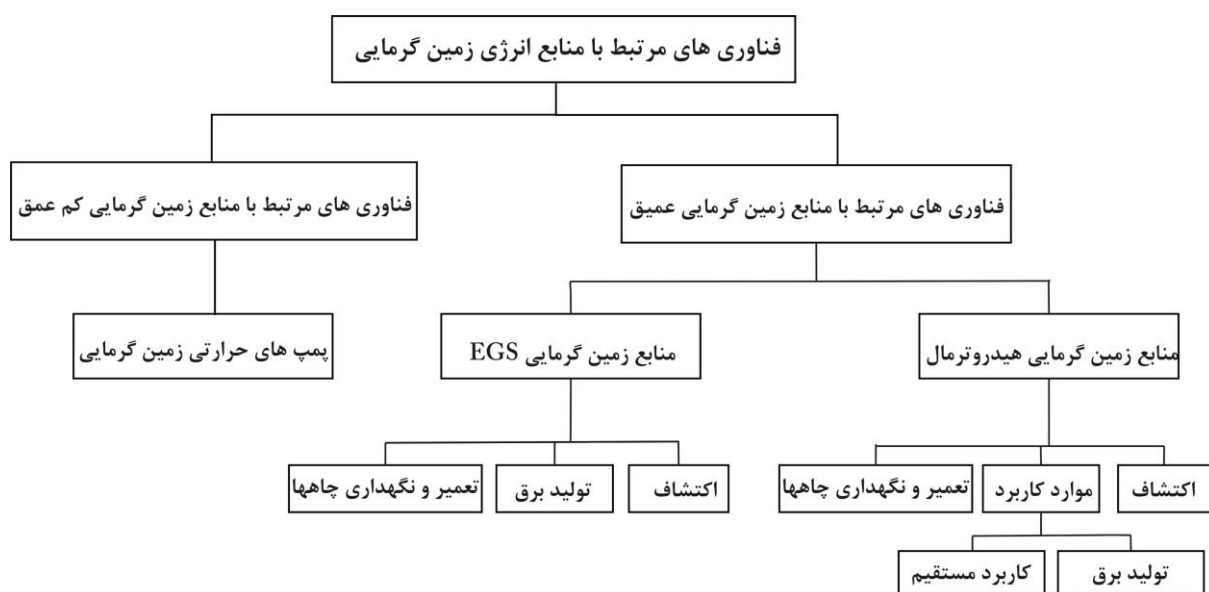 فناوری های مرتبط با منابع انرژی زمین گرمایی
فناوری های مرتبط با منابع زمین گرمایی عمیق
فناوری های مرتبط با منابع زمین گرمایی کم عمق
منابع زمین گرمایی هیدروترمال
منابع زمین گرمایی EGS
پمپ های حرارتی زمین گرمایی
اکتشاف
موارد کاربرد
تعمیر و نگهداری چاهها
اکتشاف
تولید برق
تعمیر و نگهداری چاهها
تولید برق
کاربرد مستقیم